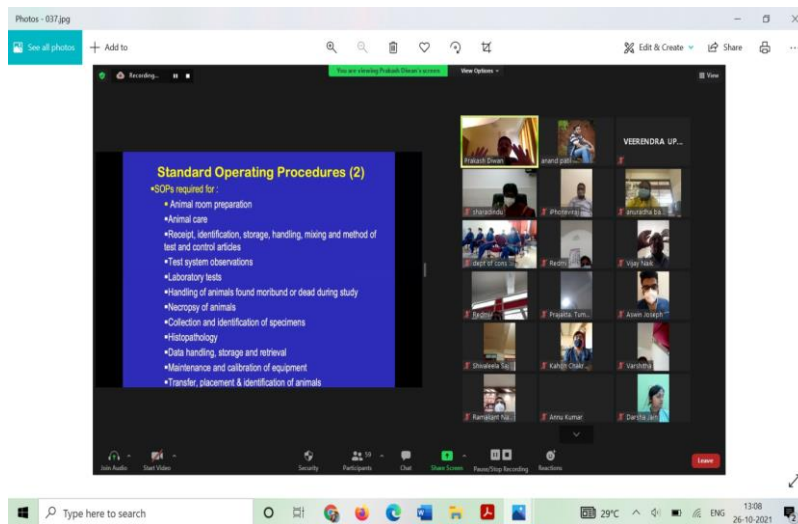 Photos - 037.jpg
See all photos
Add to
Edit & Create
Share
Recording...
You are viewing Prakash Diwan's screen
View Options
View
Standard Operating Procedures (2)
▪SOPs required for :
▪Animal room preparation
▪Animal care
▪Receipt, identification, storage, handling, mixing and method of
test and control articles
▪Test system observations
▪Laboratory tests
▪Handling of animals found moribund or dead during study
▪Necropsy of animals
▪Collection and identification of specimens
▪Histopathology
▪Data handling, storage and retrieval
▪Maintenance and calibration of equipment
▪Transfer, placement & identification of animals
VEERENDRA UP...
Prakash Diwan
anand patil
sharadindu
anuradha ba...
dept of cons
Redmi
Vijay Naik
Redmi
Prajakta Tum...
Aswin Joseph
Shivaleela Saj
Varshitha
Ramakant Na...
Annu Kumar
Darsha Jain
Join Audio
Start Video
Security
59
Participants
Chat
Share Screen
Pause/Stop Recording
Reactions
Leave
Type here to search
29°C
ENG
13:08
26-10-2021